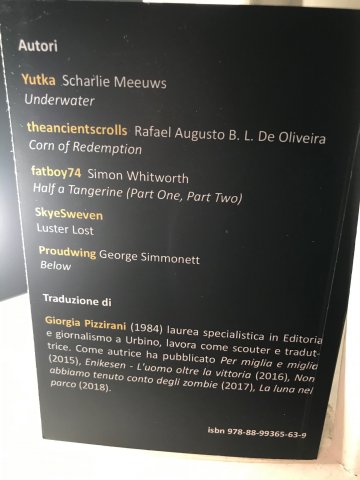 Autori
Yutka Scharlie Meeuws
Underwater
theancientscrolls Rafael Augusto B. L. De Oliveira
Corn of Redemption
fatboy74 Simon Whitworth
Half a Tangerine (Part One, Part Two)
SkyeSweven
Luster Lost
Proudwing George Simmonett
Below
Traduzione di
Giorgia Pizzirani (1984) laurea specialistica in Editoria
e giornalismo a Urbino, lavora come scouter e tradut-
trice. Come autrice ha pubblicato Per miglia e miglia
(2015), Enikesen - L'uomo oltre la vittoria (2016), Non
abbiamo tenuto conto degli zombie (2017), La luna nel
parco (2018).
isbn 978-88-99365-63-9